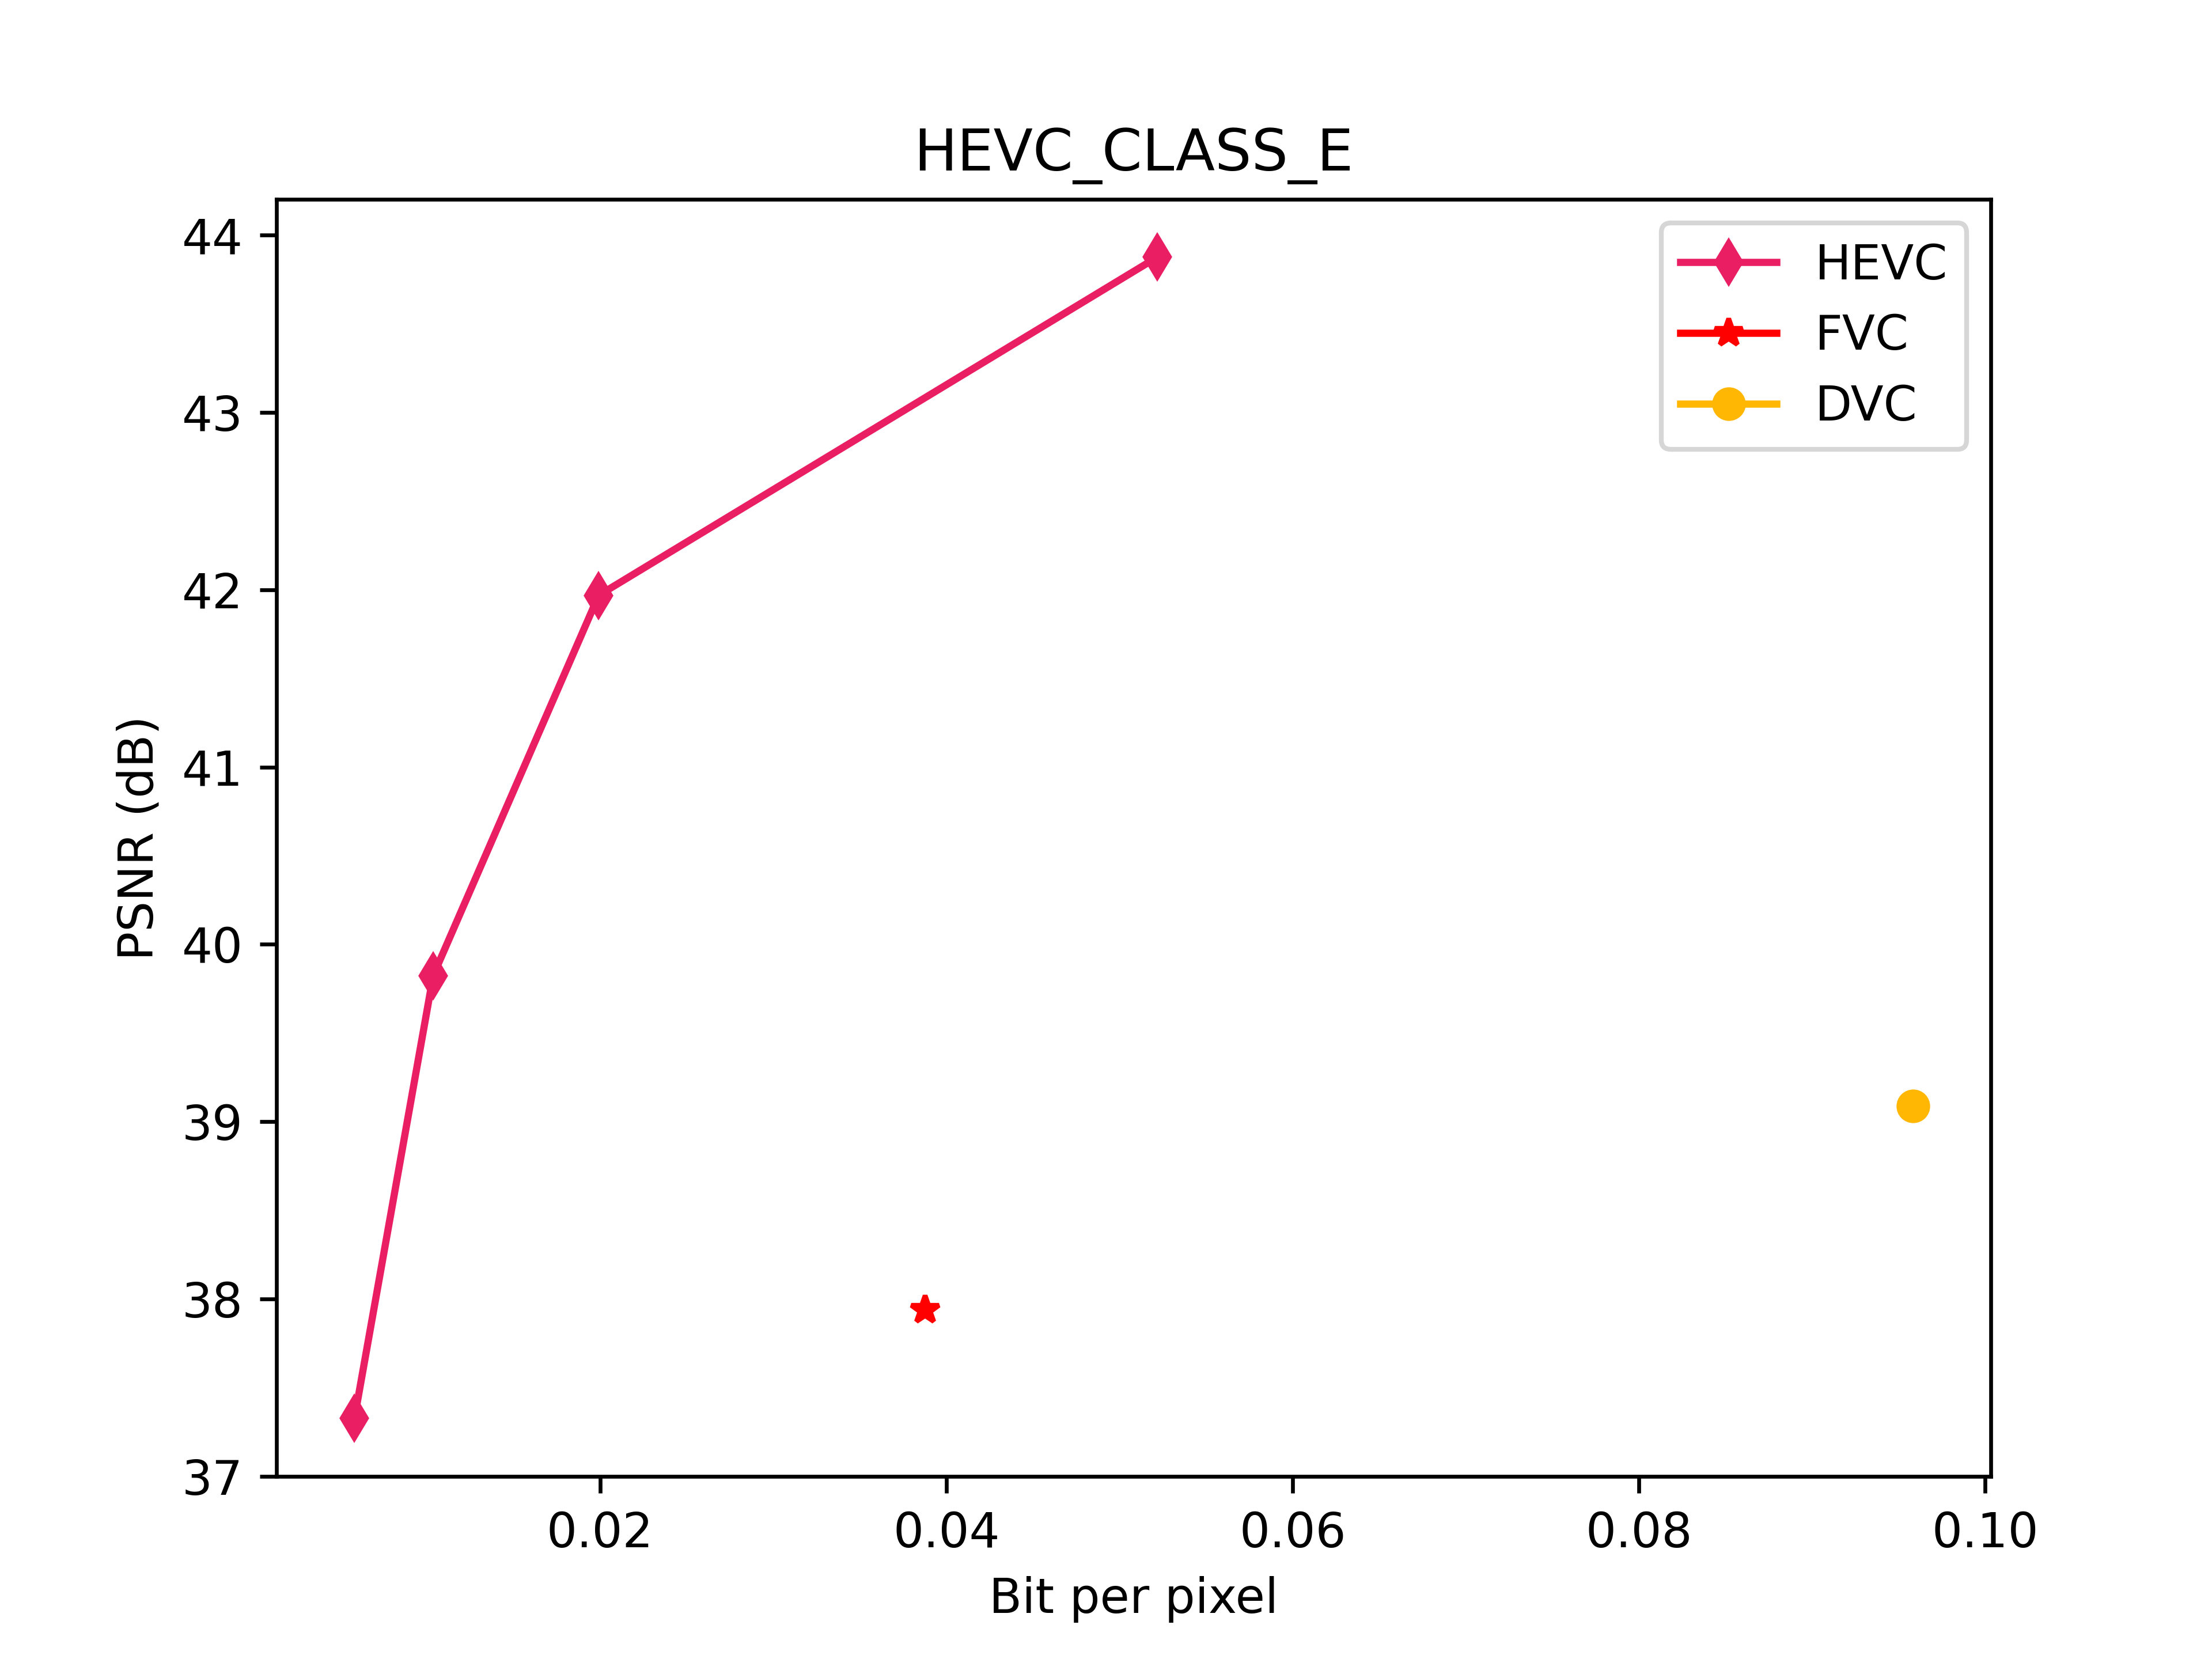 HEVC_CLASS_E
44
43
42
41
40
39
38
37
PSNR (dB)
HEVC
FVC
DVC
0.02 0.04 0.06 0.08 0.10
Bit per pixel